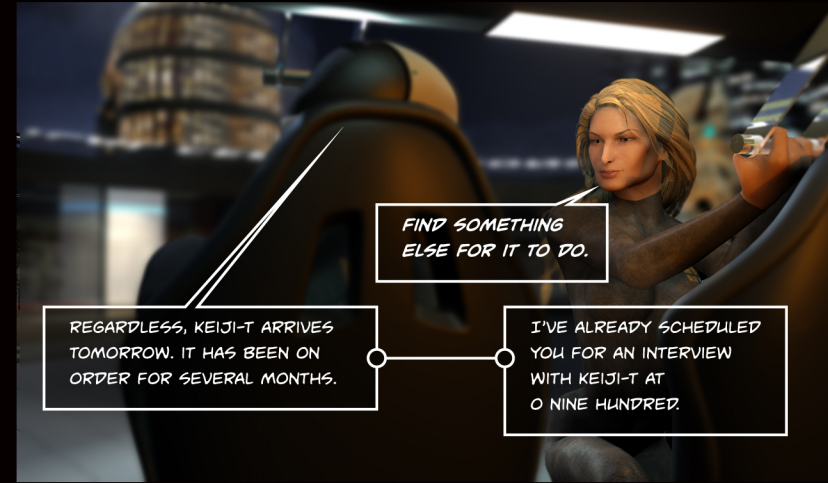 FIND SOMETHING
ELSE FOR IT TO DO.
REGARDLESS, KEIJI-T ARRIVES
TOMORROW. IT HAS BEEN ON
ORDER FOR SEVERAL MONTHS.
I'VE ALREADY SCHEDULED
YOU FOR AN INTERVIEW
WITH KEIJI-T AT
O NINE HUNDRED.